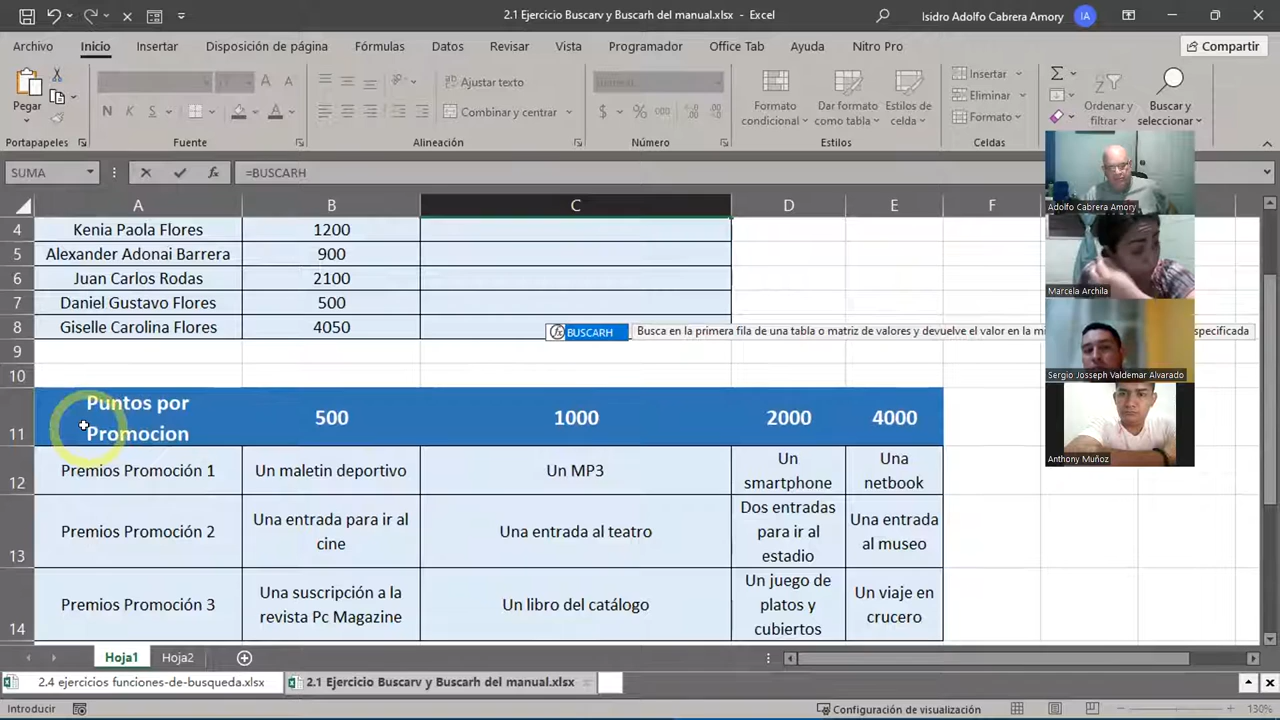 2.1 Ejercicio Buscarv y Buscarh del manual.xlsx - Excel
Isidro Adolfo Cabrera Amory
IA
Archivo Inicio Insertar Disposición de página Fórmulas Datos Revisar Vista Programador Office Tab Ayuda Nitro Pro
Compartir
Pegar
N K S
Ajustar texto
Combinar y centrar
$ % 000
Formato condicional
Dar formato como tabla
Estilos de celda
Insertar
Eliminar
Formato
Ordenar y filtrar
Buscar y seleccionar
Portapapeles Fuente Alineación Número Estilos Celdas
SUMA
=BUSCARH
A B C D E F
4 Kenia Paola Flores 1200
5 Alexander Adonai Barrera 900
6 Juan Carlos Rodas 2100
7 Daniel Gustavo Flores 500
8 Giselle Carolina Flores 4050
BUSCARH
Busca en la primera fila de una tabla o matriz de valores y devuelve el valor en la mi
specificada
9
10
11 Puntos por Promocion 500 1000 2000 4000
12 Premios Promoción 1 Un maletin deportivo Un MP3 Un smartphone Una netbook
13 Premios Promoción 2 Una entrada para ir al cine Una entrada al teatro Dos entradas para ir al estadio Una entrada al museo
14 Premios Promoción 3 Una suscripción a la revista Pc Magazine Un libro del catálogo Un juego de platos y cubiertos Un viaje en crucero
Adolfo Cabrera Amory
Marcela Archila
Sergio Josseph Valdemar Alvarado
Anthony Muñoz
Hoja1 Hoja2
2.4 ejercicios funciones-de-busqueda.xlsx
2.1 Ejercicio Buscarv y Buscarh del manual.xlsx
Introducir
Configuración de visualización
130%